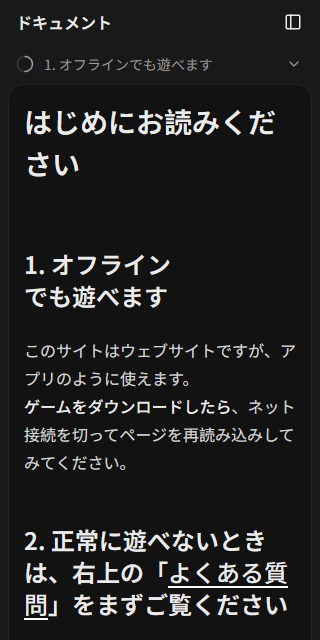 ドキュメント
1. オフラインでも遊べます
はじめにお読みくだ
さい
1. オフライン
でも遊べます
このサイトはウェブサイトですが、ア
プリのように使えます。
ゲームをダウンロードしたら、ネット
接続を切ってページを再読み込みして
みてください。
2. 正常に遊べないとき
は、右上の「よくある質
問」をまずご覧ください